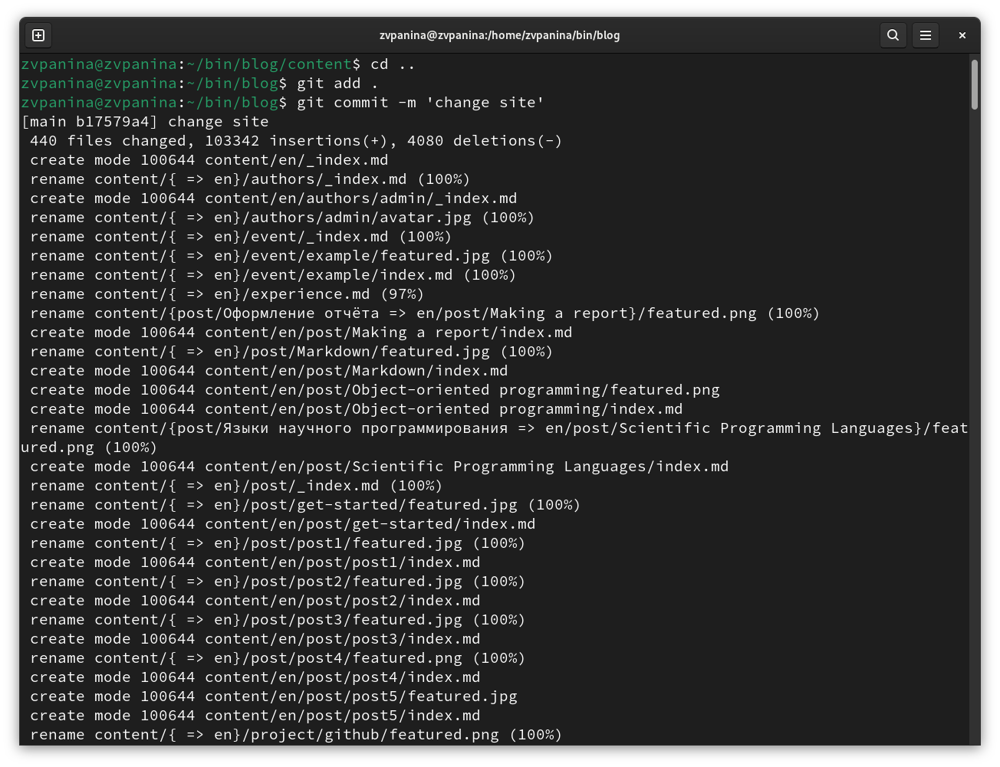 zvpanina@zvpanina:/home/zvpanina/bin/blog
zvpanina@zvpanina:~/bin/blog/content$ cd ..
zvpanina@zvpanina:~/bin/blog$ git add .
zvpanina@zvpanina:~/bin/blog$ git commit -m 'change site'
[main b17579a4] change site
 440 files changed, 103342 insertions(+), 4080 deletions(-)
 create mode 100644 content/en/_index.md
 rename content/{ => en}/authors/_index.md (100%)
 create mode 100644 content/en/authors/admin/_index.md
 rename content/{ => en}/authors/admin/avatar.jpg (100%)
 rename content/{ => en}/event/_index.md (100%)
 rename content/{ => en}/event/example/featured.jpg (100%)
 rename content/{ => en}/event/example/index.md (100%)
 rename content/{ => en}/experience.md (97%)
 rename content/{post/Оформление отчёта => en/post/Making a report}/featured.png (100%)
 create mode 100644 content/en/post/Making a report/index.md
 rename content/{ => en}/post/Markdown/featured.jpg (100%)
 create mode 100644 content/en/post/Markdown/index.md
 create mode 100644 content/en/post/Object-oriented programming/featured.png
 create mode 100644 content/en/post/Object-oriented programming/index.md
 rename content/{post/Языки научного программирования => en/post/Scientific Programming Languages}/feat
ured.png (100%)
 create mode 100644 content/en/post/Scientific Programming Languages/index.md
 rename content/{ => en}/post/_index.md (100%)
 rename content/{ => en}/post/get-started/featured.jpg (100%)
 create mode 100644 content/en/post/get-started/index.md
 rename content/{ => en}/post/post1/featured.jpg (100%)
 create mode 100644 content/en/post/post1/index.md
 rename content/{ => en}/post/post2/featured.jpg (100%)
 create mode 100644 content/en/post/post2/index.md
 rename content/{ => en}/post/post3/featured.jpg (100%)
 create mode 100644 content/en/post/post3/index.md
 rename content/{ => en}/post/post4/featured.png (100%)
 create mode 100644 content/en/post/post4/index.md
 create mode 100644 content/en/post/post5/featured.jpg
 create mode 100644 content/en/post/post5/index.md
 rename content/{ => en}/project/github/featured.png (100%)